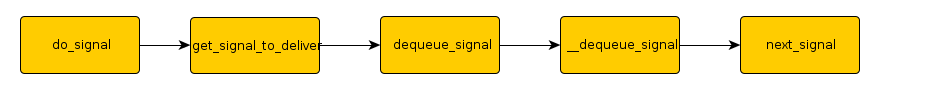 do_signal
get_signal_to_deliver
dequeue_signal
__dequeue_signal
next_signal